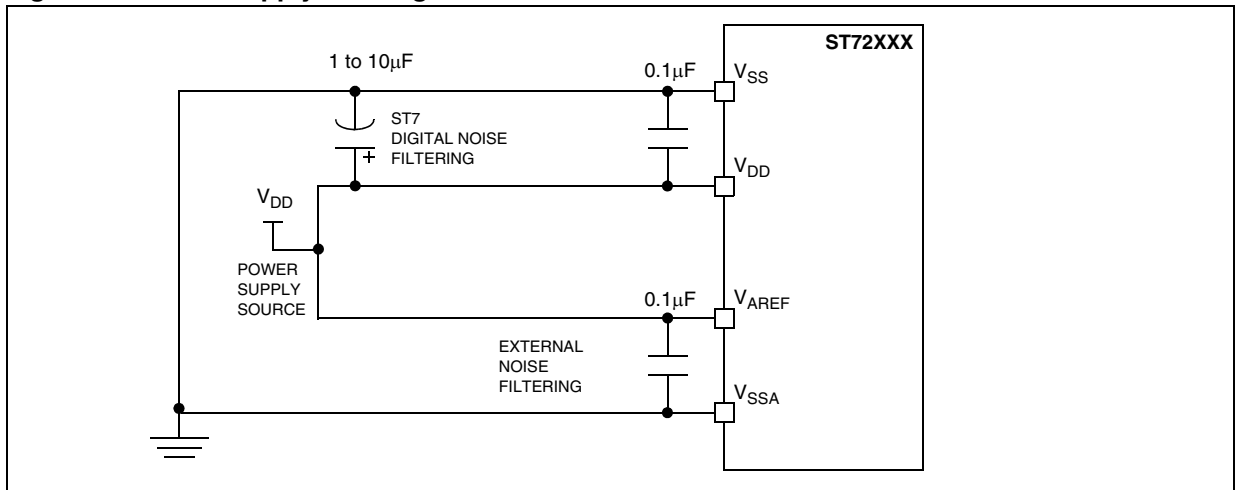 ST72XXX
1 to 10μF
0.1μF
VSS
ST7
DIGITAL NOISE
+ FILTERING
VDD
VDD
POWER
SUPPLY
SOURCE
0.1μF
VAREF
EXTERNAL
NOISE
FILTERING
VSSA